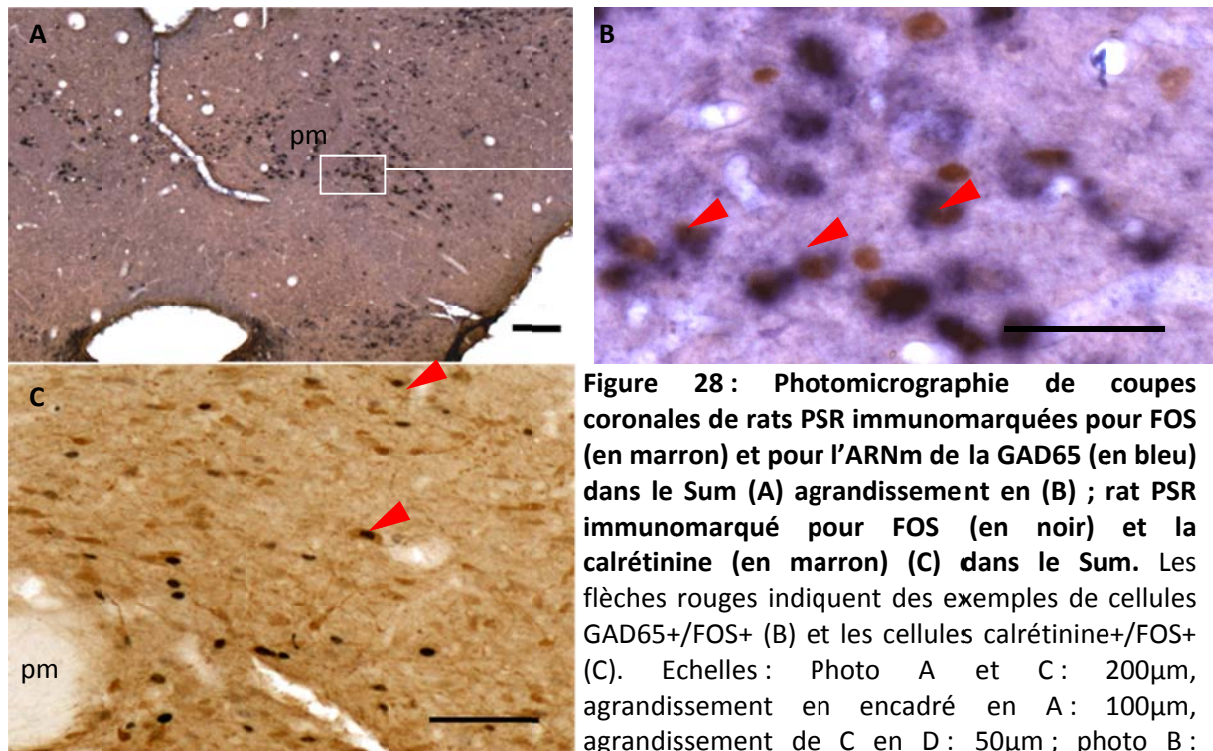 A
B
pm
C
pm
Figure 28 : Photomicrographie de coupes
coronales de rats PSR immunomarquées pour FOS
(en marron) et pour l’ARNm de la GAD65 (en bleu)
dans le Sum (A) agrandissement en (B) ; rat PSR
immunomarqué pour FOS (en noir) et la
calrétinine (en marron) (C) dans le Sum. Les
flèches rouges indiquent des exemples de cellules
GAD65+/FOS+ (B) et les cellules calrétinine+/FOS+
(C). Echelles : Photo A et C : 200µm,
agrandissement en encadré en A : 100µm,
agrandissement de C en D : 50µm ; photo B :